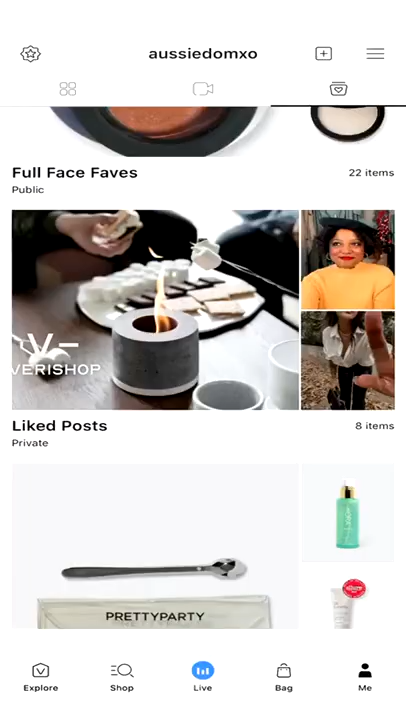 aussiedomxo
Full Face Faves
22 items
Public
V-
VERISHOP
Liked Posts
8 items
Private
allure
PRETTYPARTY
Explore
Shop
Live
Bag
Me